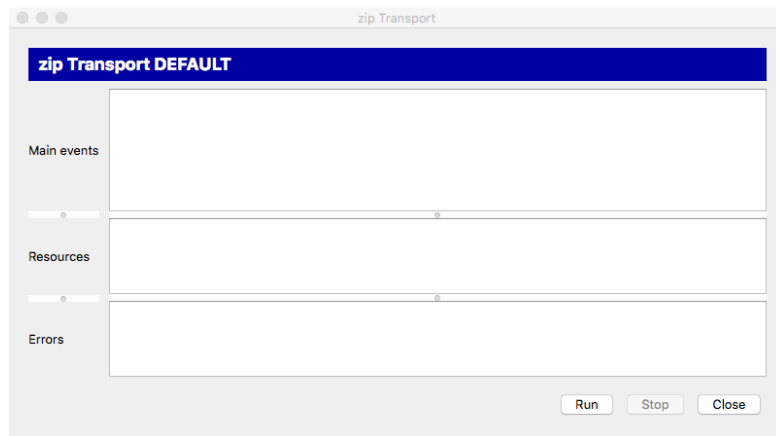 zip Transport
zip Transport DEFAULT
Main events
Resources
Errors
Run Stop Close